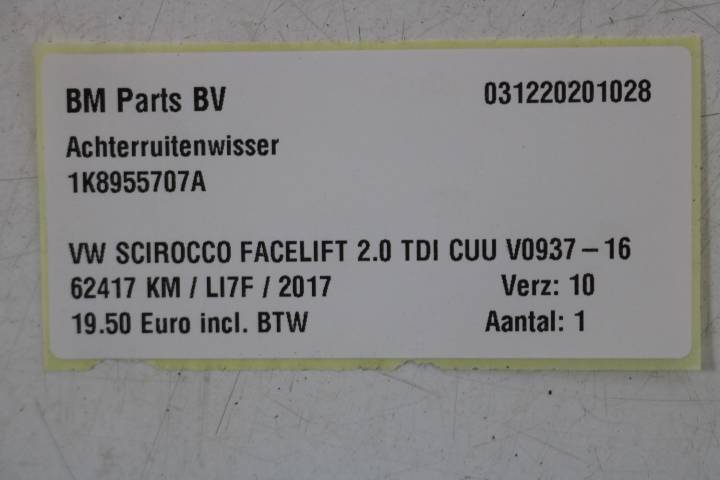 BM Parts BV 031220201028
Achterruitenwisser
1K8955707A
VW SCIROCCO FACELIFT 2.0 TDI CUU V0937-16
62417 KM / LI7F / 2017 Verz: 10
19.50 Euro incl. BTW Aantal: 1